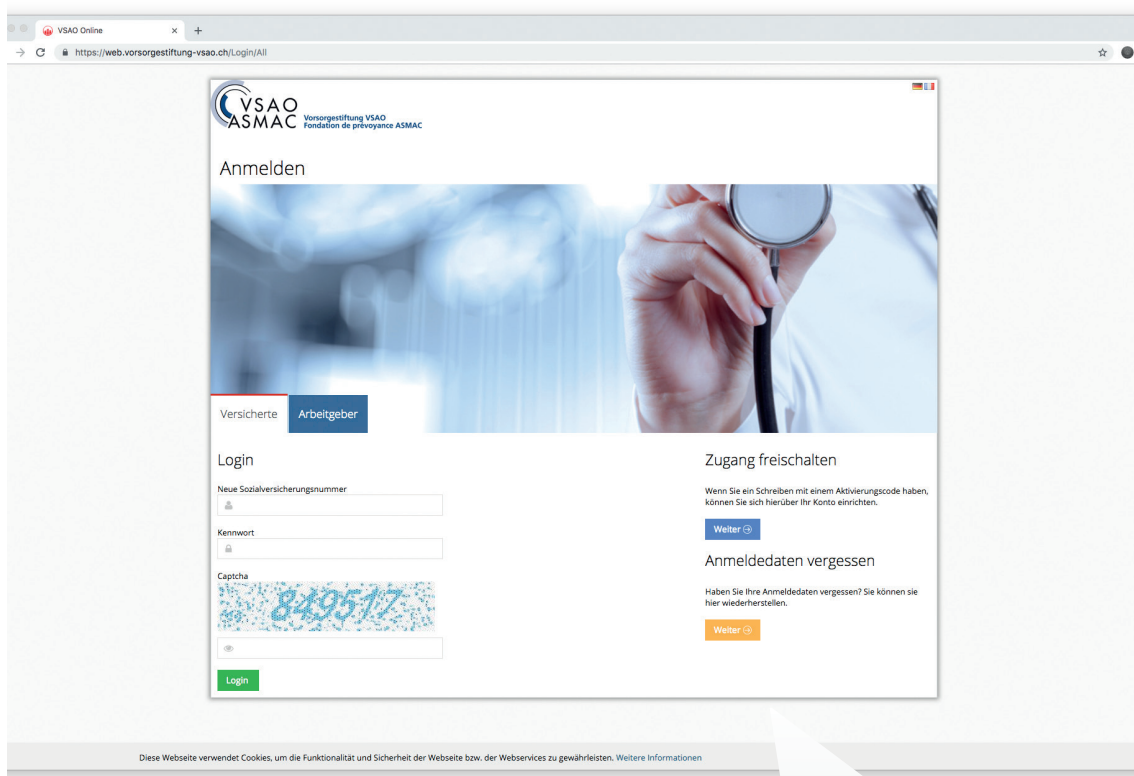 VSAO Online
https://web.vorsorgestiftung-vsao.ch/Login/All
VSAO
ASMAC
Vorsorgestiftung VSAO
Fondation de prévoyance ASMAC
Anmelden
Versicherte
Arbeitgeber
Login
Neue Sozialversicherungsnummer
Kennwort
Captcha
849517
Login
Zugang freischalten
Wenn Sie ein Schreiben mit einem Aktivierungscode haben,
können Sie sich hierüber Ihr Konto einrichten.
Weiter
Anmeldedaten vergessen
Haben Sie Ihre Anmeldedaten vergessen? Sie können sie
hier wiederherstellen.
Weiter
Diese Webseite verwendet Cookies, um die Funktionalität und Sicherheit der Webseite bzw. der Webservices zu gewährleisten. Weitere Informationen